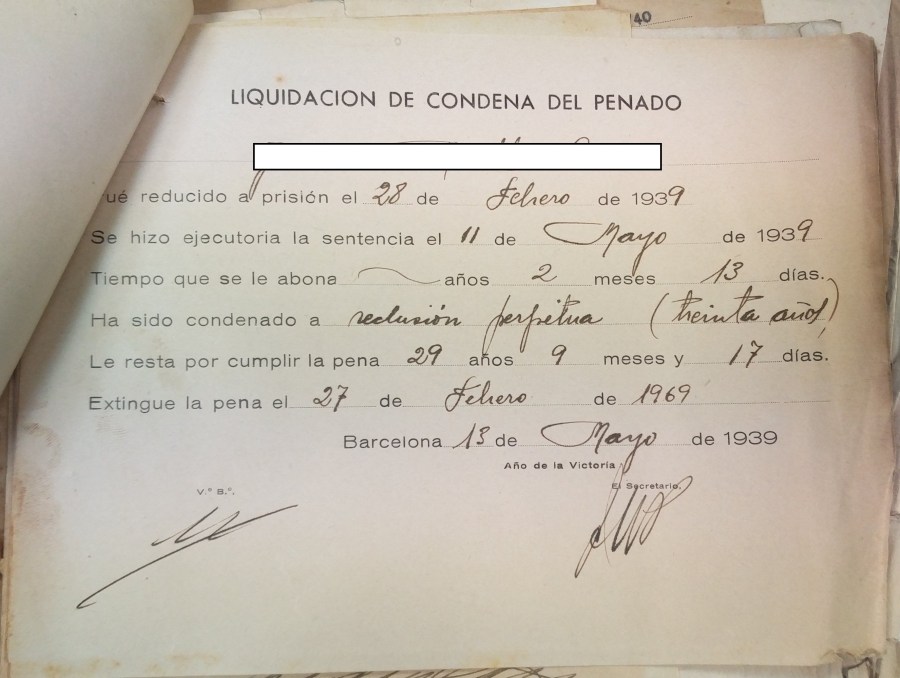 40
LIQUIDACION DE CONDENA DEL PENADO
ué reducido a prisión el 28 de Febrero de 1939
Se hizo ejecutoria la sentencia el 11 de Mayo de 1939
Tiempo que se le abona años 2 meses 13 días.
Ha sido condenado a reclusión perpétua (treinta años)
Le resta por cumplir la pena 29 años 9 meses y 17 días.
Extingue la pena el 27 de Febrero de 1969
Barcelona 13 de Mayo de 1939
Año de la Victoria
V.º B.º.
El Secretario,